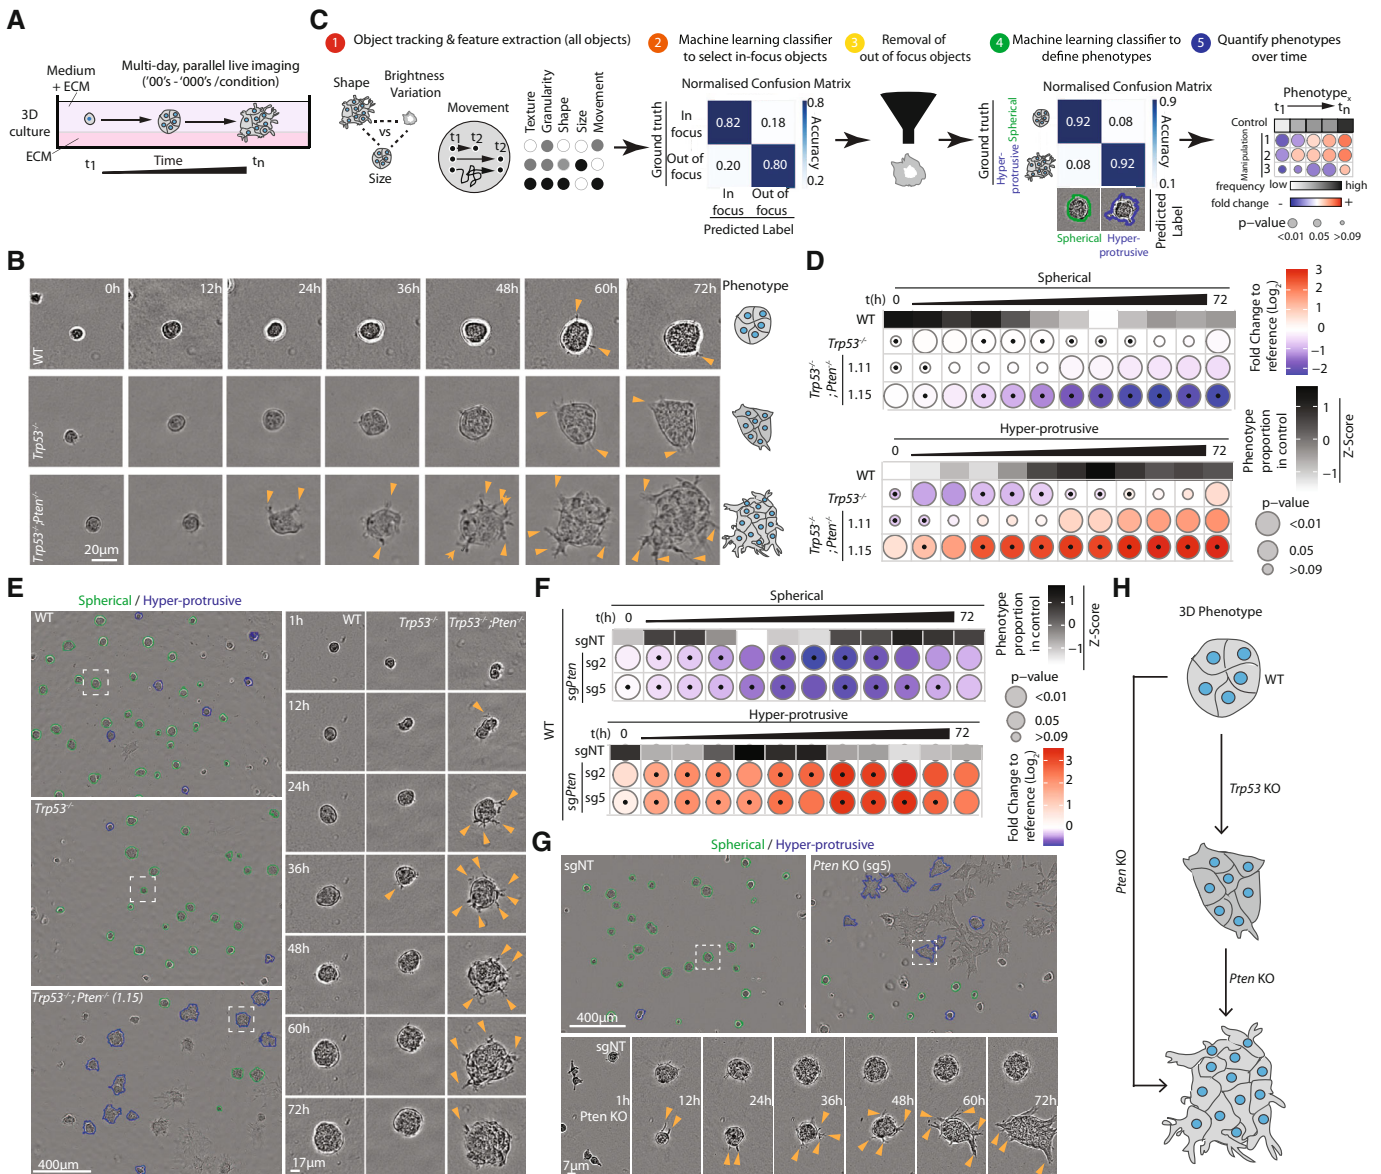 A
Medium
+ ECM
Multi-day, parallel live imaging
('00's -'000's /condition)
3D
culture
ECM
t1
Time
tn
C
1 Object tracking & feature extraction (all objects)
Shape
Brightness
Variation
vs
Size
Movement
t1 t2
t2
Texture
Granularity
Shape
Size
Movement
2 Machine learning classifier
to select in-focus objects
Normalised Confusion Matrix
Ground truth
In
focus
Out of
focus
0.82 0.18
0.20 0.80
0.8
Accuracy
0.2
In
focus
Out of
focus
Predicted Label
3 Removal of
out of focus objects
4 Machine learning classifier to
define phenotypes
Normalised Confusion Matrix
Ground truth
Hyper-
protrusive
Spherical
0.92 0.08
0.08 0.92
0.9
Accuracy
0.1
Predicted
Label
Spherical
Hyper-
protrusive
5 Quantify phenotypes
over time
Phenotypex
t1 tn
Control
Manipulation
1
2
3
frequency low high
fold change - +
p-value
<0.01 0.05 >0.09
B
0h 12h 24h 36h 48h 60h 72h
Phenotype
WT
Trp53-/-
Trp53-/-;Pten-/-
20µm
D
Spherical
t(h) 0 72
WT
Trp53-/-
Trp53-/-
;Pten-/-
1.11
1.15
Hyper-protrusive
0 72
WT
Trp53-/-
Trp53-/-
;Pten-/-
1.11
1.15
Fold Change to
reference (Log2)
3
2
1
0
−1
−2
Phenotype
proportion
in control
1
0
−1
Z-Score
p−value
<0.01
0.05
>0.09
E
Spherical / Hyper-protrusive
WT
Trp53-/-
Trp53-/-; Pten-/- (1.15)
400µm
1h WT Trp53-/- Trp53-/-;Pten-/-
12h
24h
36h
48h
60h
72h
17µm
F
WT
Spherical
t(h) 0 72
sgNT
sgPten
sg2
sg5
Hyper-protrusive
t(h) 0 72
sgNT
sgPten
sg2
sg5
Phenotype
proportion
in control
1
0
−1
Z-Score
p−value
<0.01
0.05
>0.09
Fold Change to
reference (Log2)
3
2
1
0
G
Spherical / Hyper-protrusive
sgNT
Pten KO (sg5)
400µm
sgNT
1h 12h 24h 36h 48h 60h 72h
Pten KO
7µm
H
3D Phenotype
WT
Trp53 KO
Pten KO
Pten KO